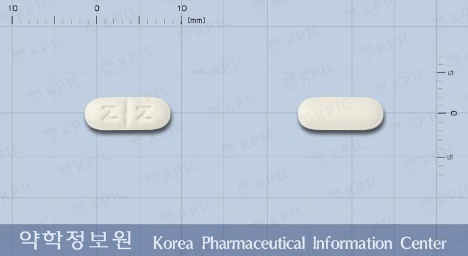 10 0 10 (mm)
5
0
5
Σ Σ
약학정보원 Korea Pharmaceutical Information Center